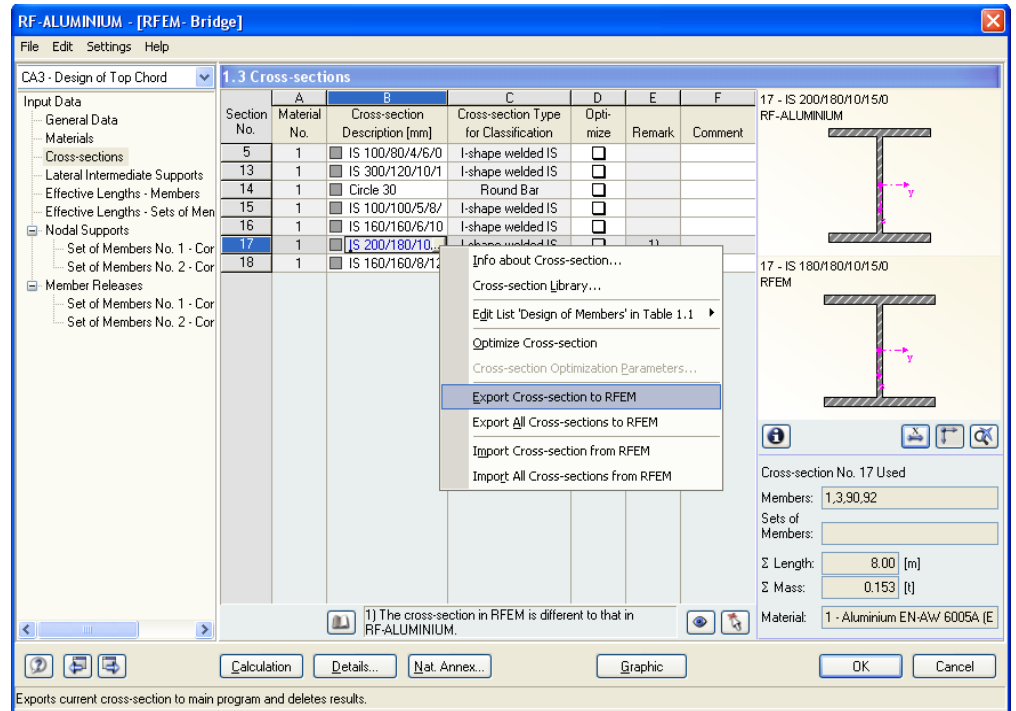 RF-ALUMINIUM - [RFEM- Bridge]
File Edit Settings Help
CA3 - Design of Top Chord
Input Data
General Data
Materials
Cross-sections
Lateral Intermediate Supports
Effective Lengths - Members
Effective Lengths - Sets of Men
Nodal Supports
Set of Members No. 1 - Cor
Set of Members No. 2 - Cor
Member Releases
Set of Members No. 1 - Cor
Set of Members No. 2 - Cor
1.3 Cross-sections
A B C D E F
Section Material Cross-section Cross-section Type Opti-
No. No. Description [mm] for Classification mize Remark Comment
5 1 IS 100/80/4/6/0 I-shape welded IS
13 1 IS 300/120/10/1 I-shape welded IS
14 1 Circle 30 Round Bar
15 1 IS 100/100/5/8/ I-shape welded IS
16 1 IS 160/160/6/10 I-shape welded IS
17 1 IS 200/180/10... I-shape welded IS 1)
18 1 IS 160/160/8/12
Info about Cross-section...
Cross-section Library...
Edit List 'Design of Members' in Table 1.1
Optimize Cross-section
Cross-section Optimization Parameters...
Export Cross-section to RFEM
Export All Cross-sections to RFEM
Import Cross-section from RFEM
Import All Cross-sections from RFEM
1) The cross-section in RFEM is different to that in
RF-ALUMINIUM.
17 - IS 200/180/10/15/0
RF-ALUMINIUM
y
17 - IS 180/180/10/15/0
RFEM
y
Cross-section No. 17 Used
Members: 1,3,90,92
Sets of
Members:
Σ Length: 8.00 [m]
Σ Mass: 0.153 [t]
Material: 1 - Aluminium EN-AW 6005A (E
Calculation Details... Nat. Annex... Graphic OK Cancel
Exports current cross-section to main program and deletes results.